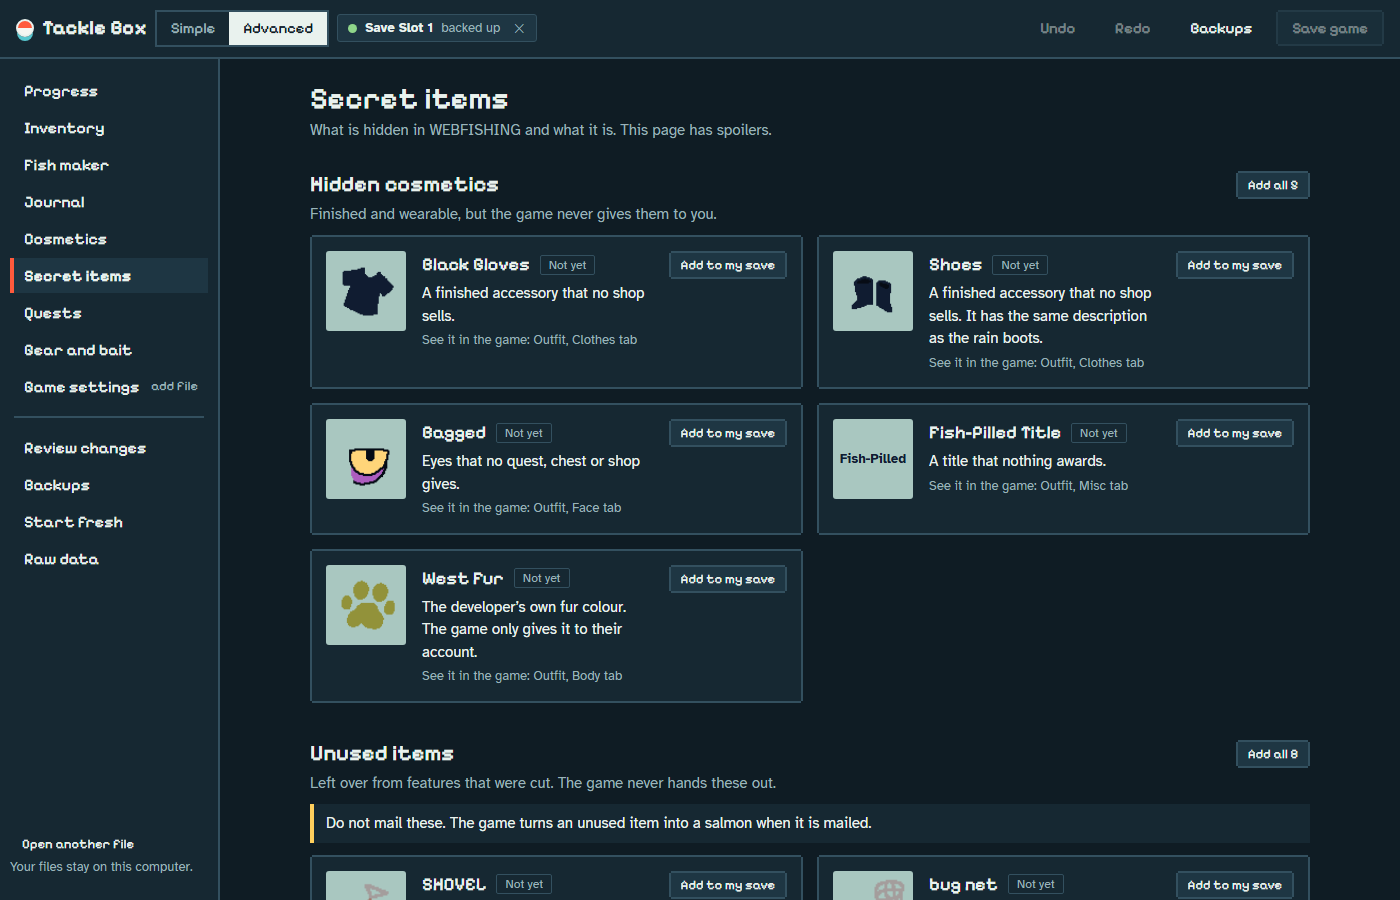 Tackle Box
Simple
Advanced
Save Slot 1 backed up
Undo
Redo
Backups
Save game
Progress
Inventory
Fish maker
Journal
Cosmetics
Secret items
Quests
Gear and bait
Game settings add file
Review changes
Backups
Start fresh
Raw data
Open another file
Your files stay on this computer.
Secret items
What is hidden in WEBFISHING and what it is. This page has spoilers.
Hidden cosmetics
Add all 5
Finished and wearable, but the game never gives them to you.
Black Gloves Not yet
Add to my save
A finished accessory that no shop
sells.
See it in the game: Outfit, Clothes tab
Shoes Not yet
Add to my save
A finished accessory that no shop
sells. It has the same description
as the rain boots.
See it in the game: Outfit, Clothes tab
Bagged Not yet
Add to my save
Eyes that no quest, chest or shop
gives.
See it in the game: Outfit, Face tab
Fish-Pilled
Fish-Pilled Title Not yet
Add to my save
A title that nothing awards.
See it in the game: Outfit, Misc tab
West Fur Not yet
Add to my save
The developer's own fur colour.
The game only gives it to their
account.
See it in the game: Outfit, Body tab
Unused items
Add all 8
Left over from features that were cut. The game never hands these out.
Do not mail these. The game turns an unused item into a salmon when it is mailed.
SHOVEL Not yet
Add to my save
bug net Not yet
Add to my save